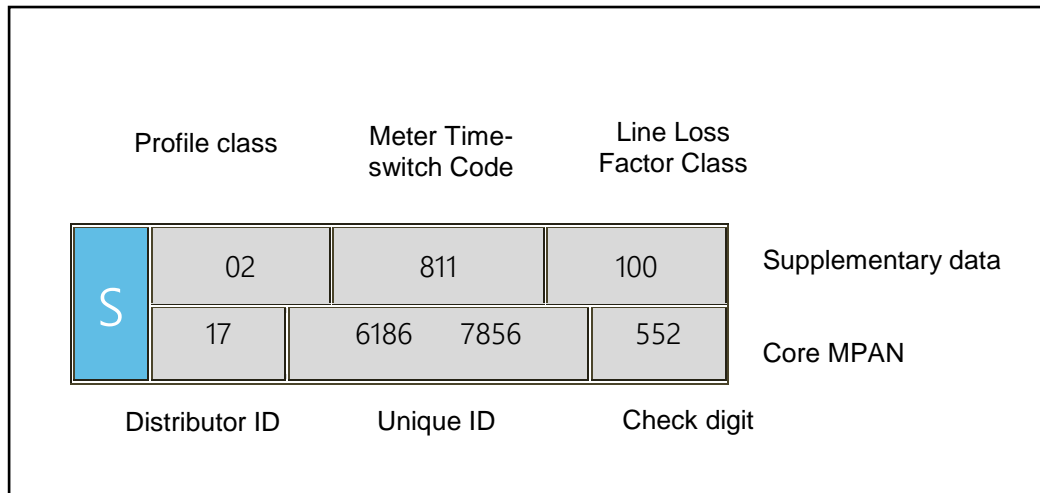 Profile class
Meter Time-
switch Code
Line Loss
Factor Class
S
02 811 100
Supplementary data
17 6186 7856 552
Core MPAN
Distributor ID Unique ID Check digit